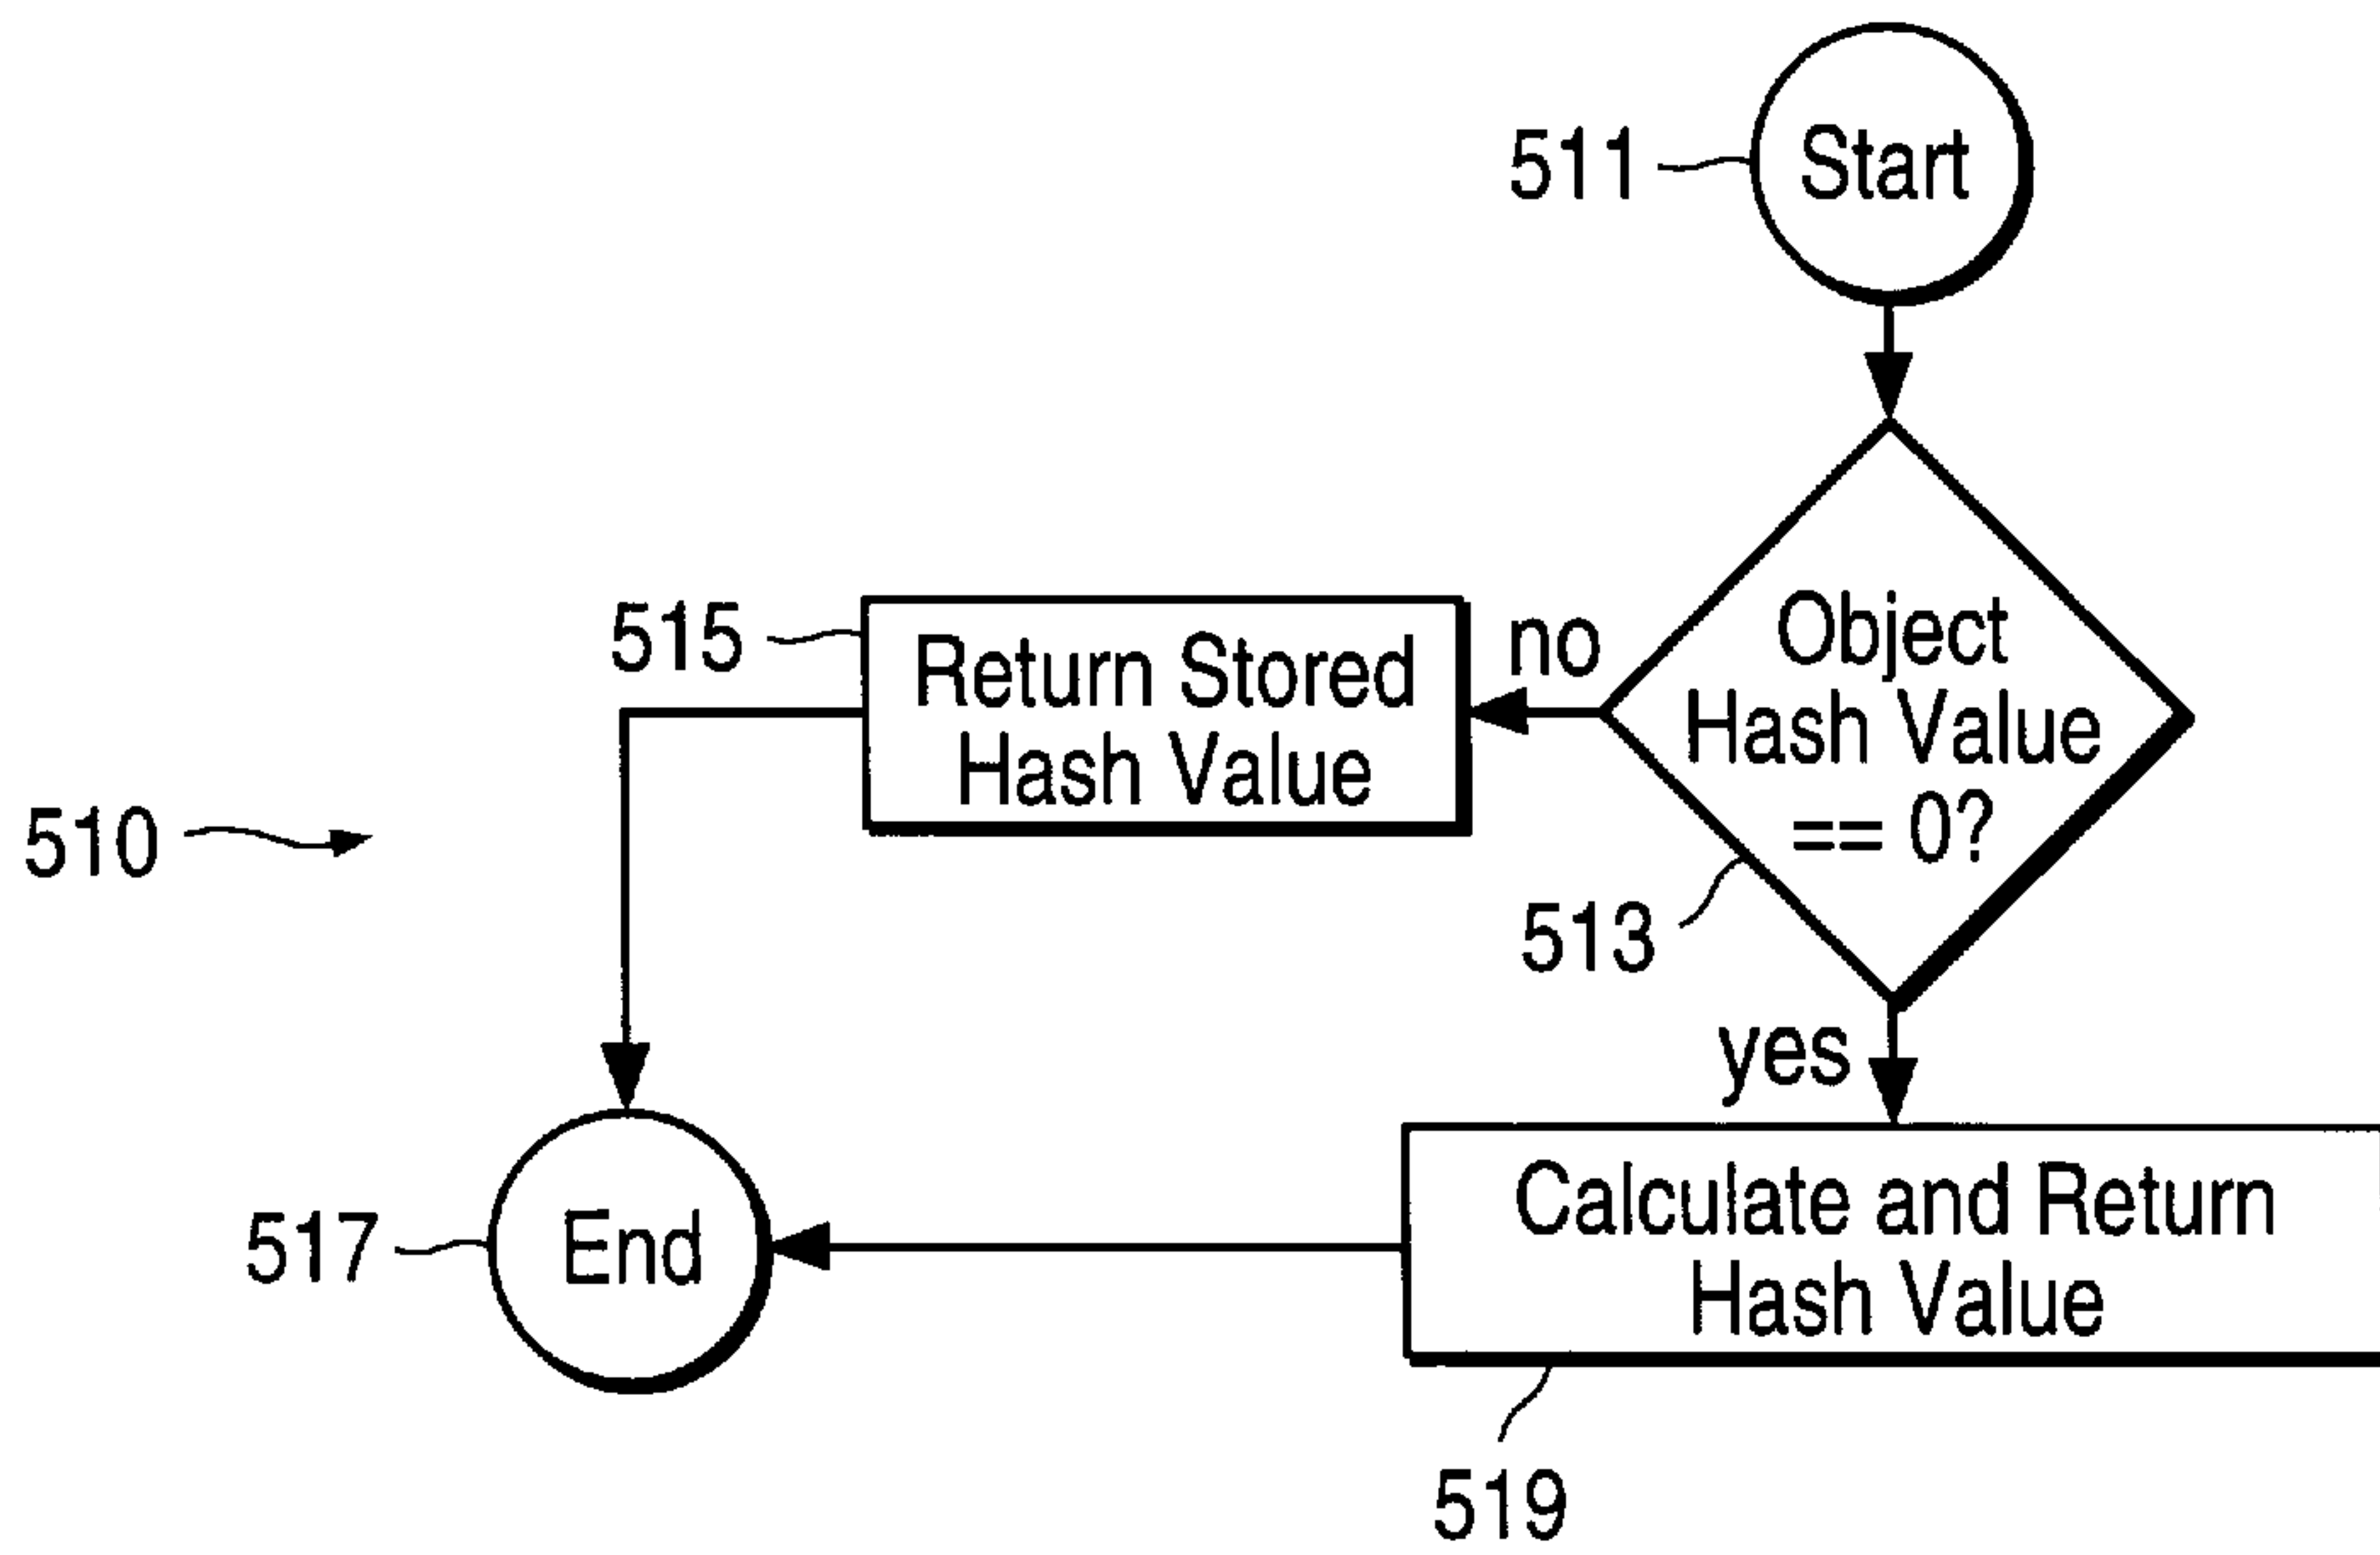 511
Start
515
Return Stored
Hash Value
no
Object
Hash Value
== 0?
510
513
yes
517
End
Calculate and Return
Hash Value
519